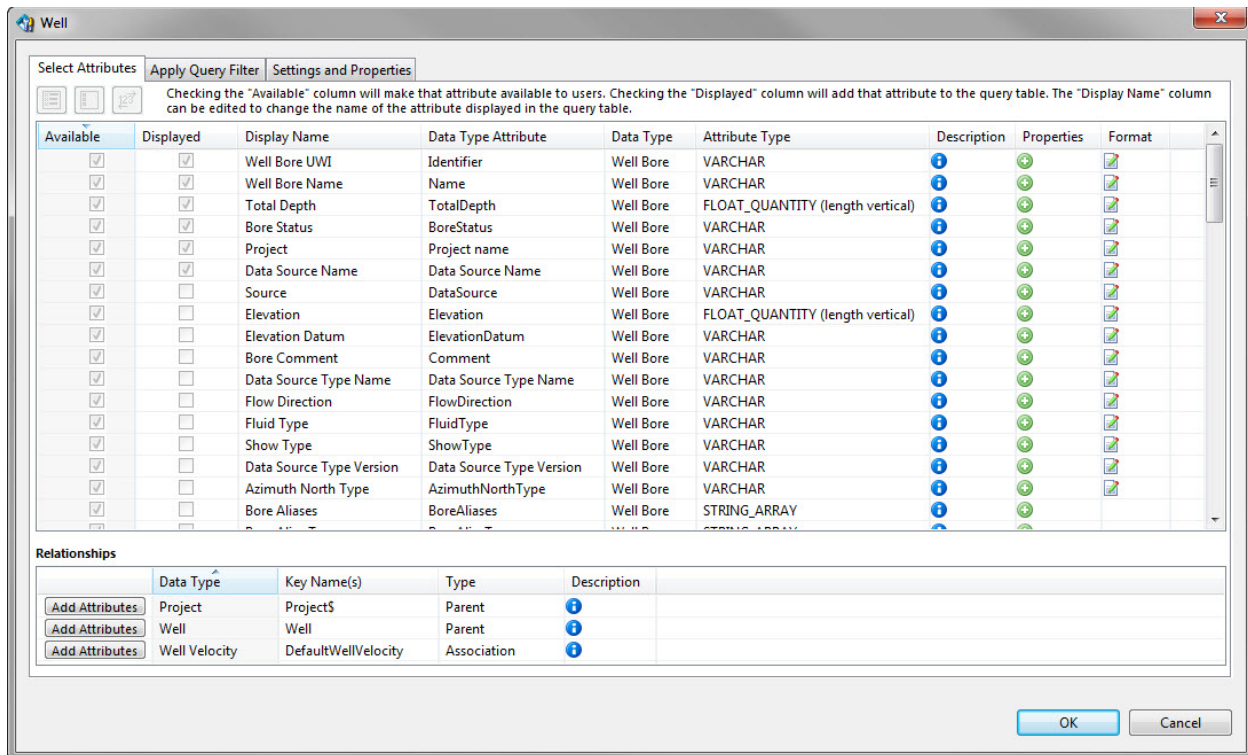 Well
Select Attributes Apply Query Filter Settings and Properties
Checking the "Available" column will make that attribute available to users. Checking the "Displayed" column will add that attribute to the query table. The "Display Name" column
can be edited to change the name of the attribute displayed in the query table.
Available Displayed Display Name Data Type Attribute Data Type Attribute Type Description Properties Format
Well Bore UWI Identifier Well Bore VARCHAR
Well Bore Name Name Well Bore VARCHAR
Total Depth TotalDepth Well Bore FLOAT_QUANTITY (length vertical)
Bore Status BoreStatus Well Bore VARCHAR
Project Project name Well Bore VARCHAR
Data Source Name Data Source Name Well Bore VARCHAR
Source DataSource Well Bore VARCHAR
Elevation Elevation Well Bore FLOAT_QUANTITY (length vertical)
Elevation Datum ElevationDatum Well Bore VARCHAR
Bore Comment Comment Well Bore VARCHAR
Data Source Type Name Data Source Type Name Well Bore VARCHAR
Flow Direction FlowDirection Well Bore VARCHAR
Fluid Type FluidType Well Bore VARCHAR
Show Type ShowType Well Bore VARCHAR
Data Source Type Version Data Source Type Version Well Bore VARCHAR
Azimuth North Type AzimuthNorthType Well Bore VARCHAR
Bore Aliases BoreAliases Well Bore STRING_ARRAY
Relationships
Data Type Key Name(s) Type Description
Add Attributes Project Project$ Parent
Add Attributes Well Well Parent
Add Attributes Well Velocity DefaultWellVelocity Association
OK Cancel